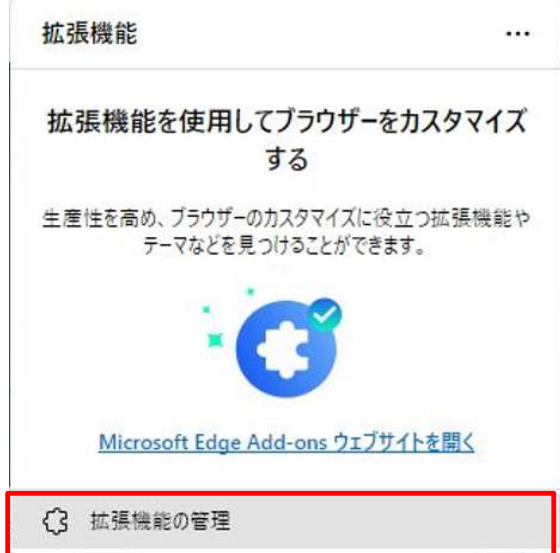 拡張機能
拡張機能を使用してブラウザーをカスタマイズ
する
生産性を高め、ブラウザーのカスタマイズに役立つ拡張機能や
テーマなどを見つけることができます。
Microsoft Edge Add-ons ウェブサイトを開く
拡張機能の管理